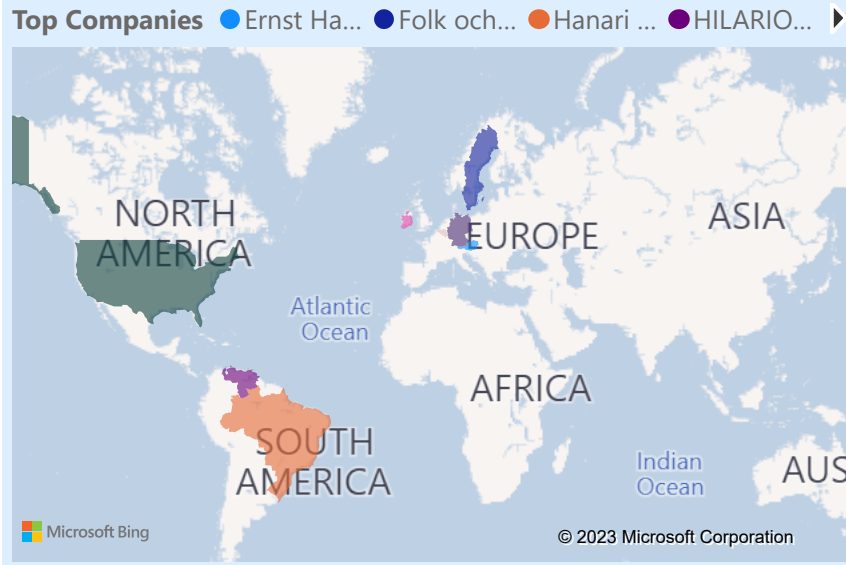 Top Companies Ernst Ha... Folk och... Hanari ... HILARIO...
NORTH
AMERICA
EUROPE
ASIA
Atlantic
Ocean
AFRICA
SOUTH
AMERICA
Indian
Ocean
AUS
Microsoft Bing
© 2023 Microsoft Corporation